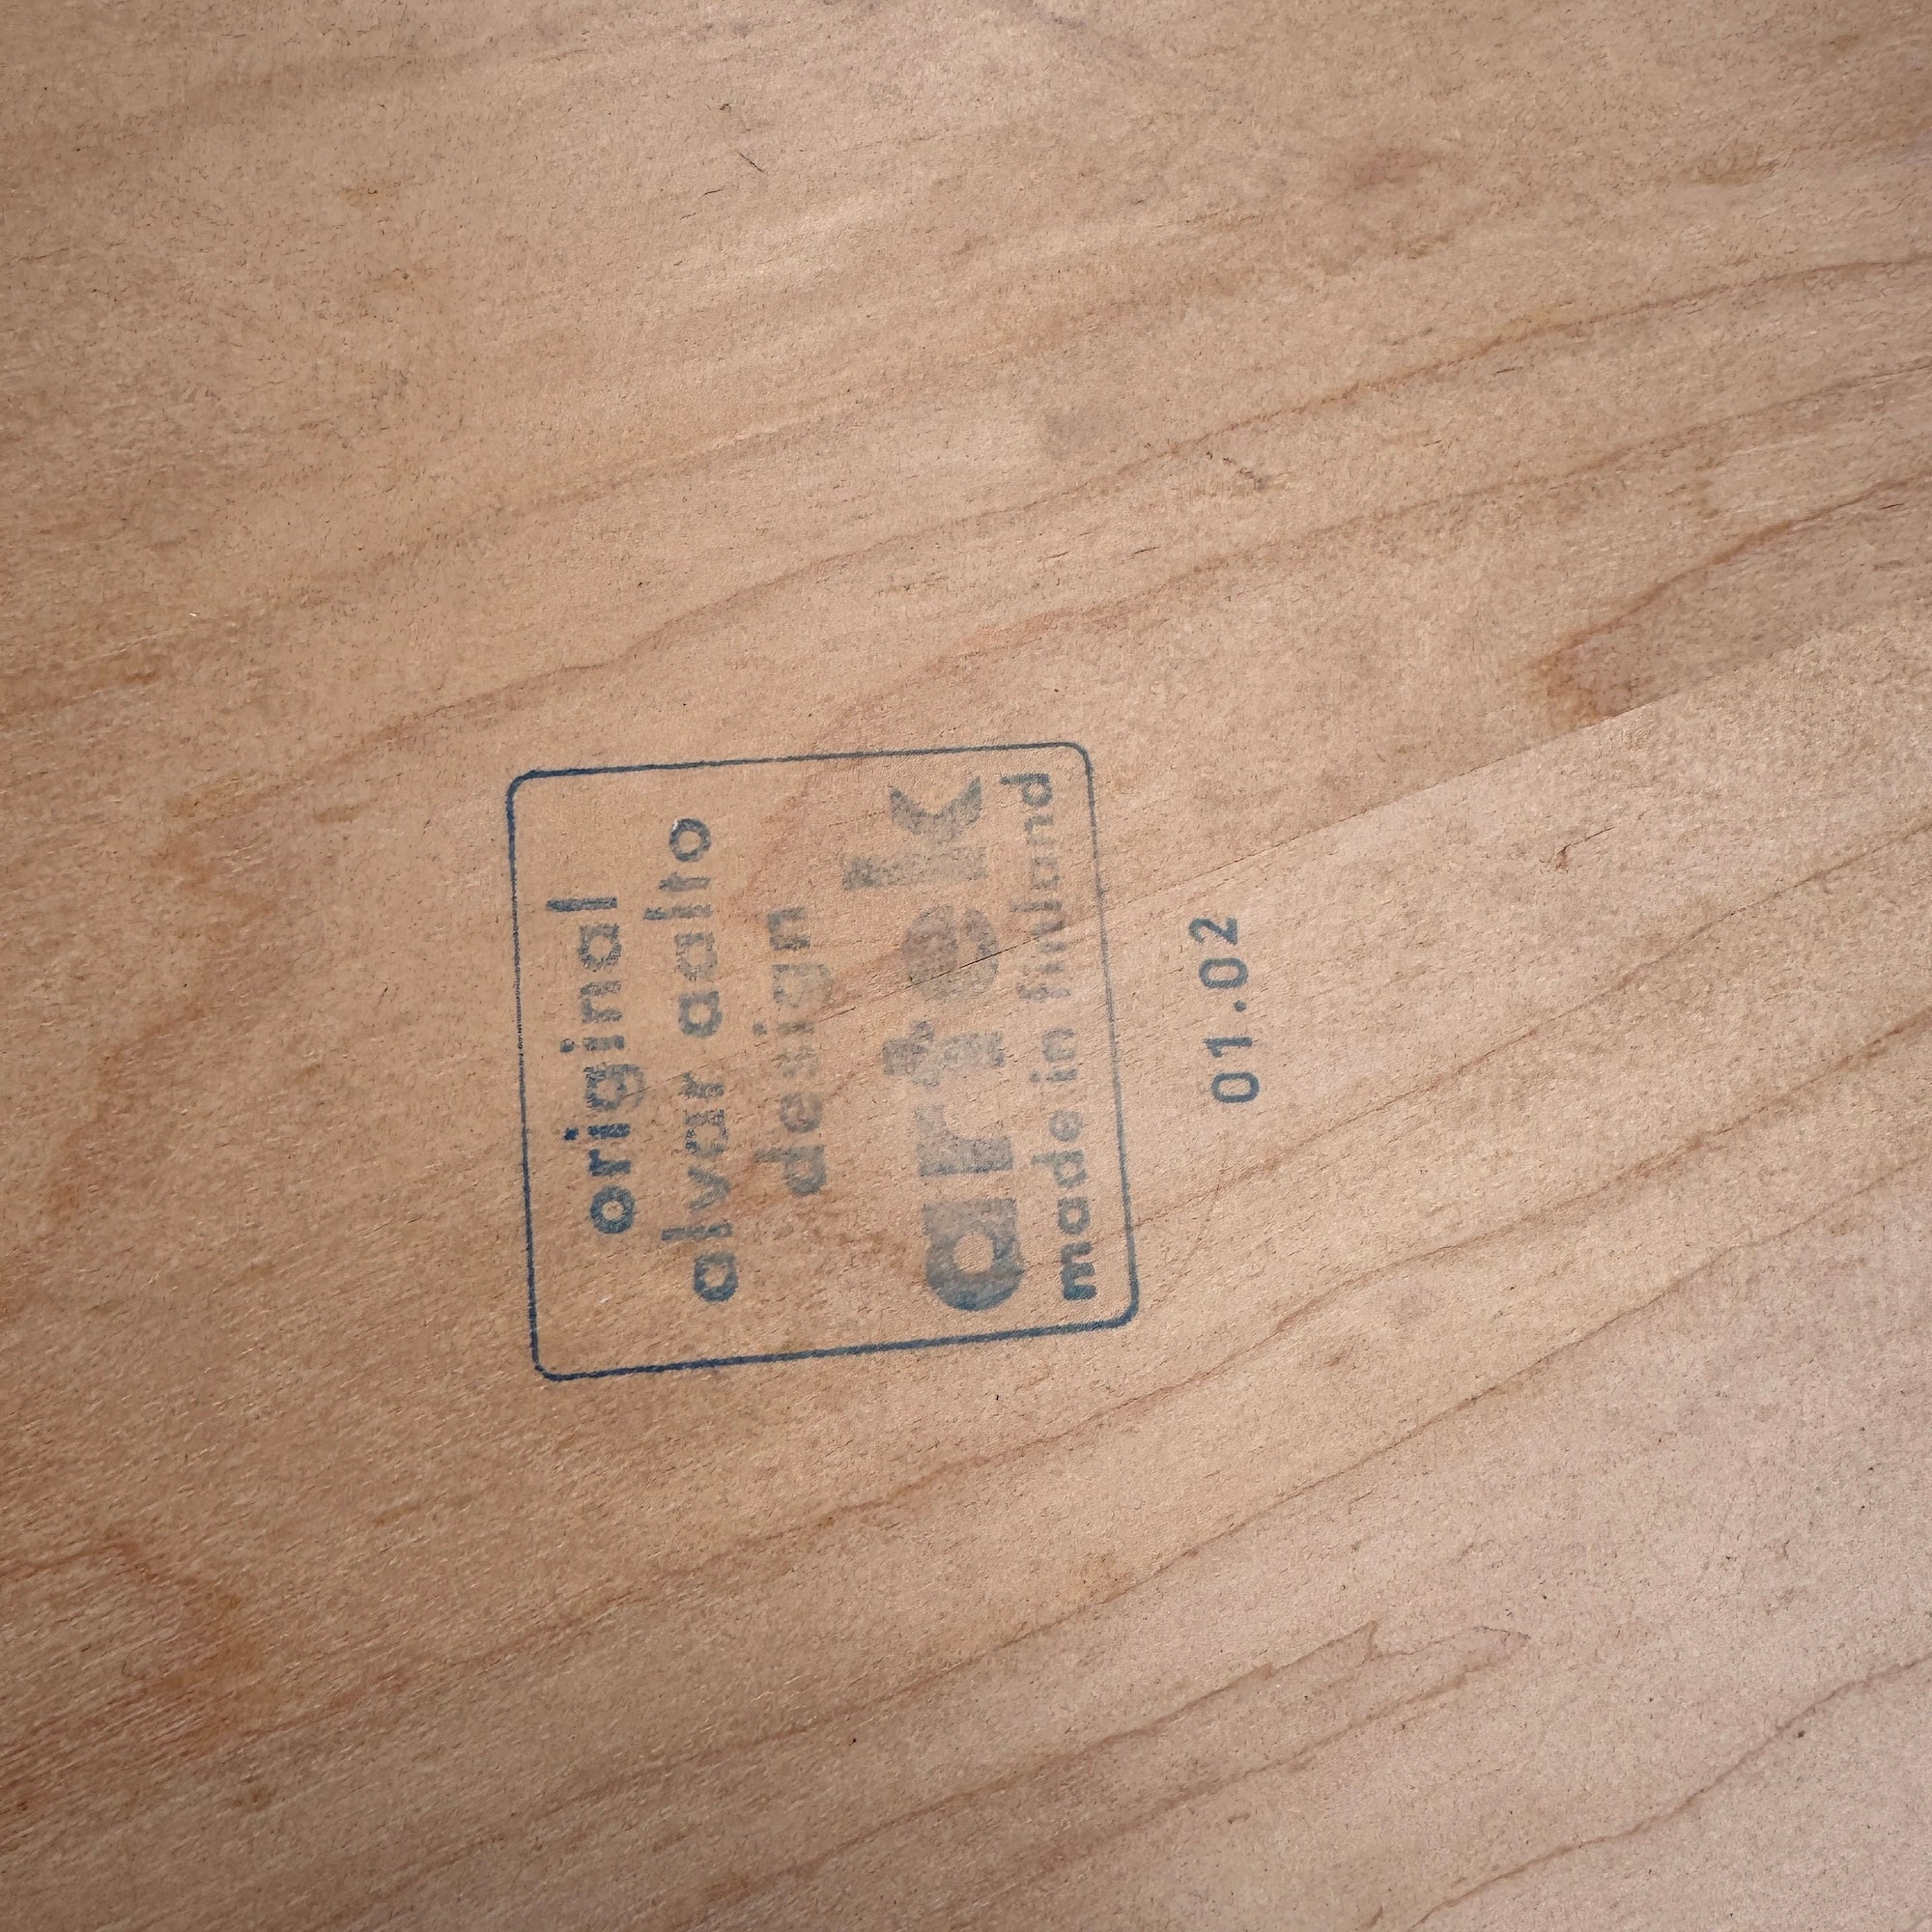 original
alvar aalto
design
artek
made in finland
01.02